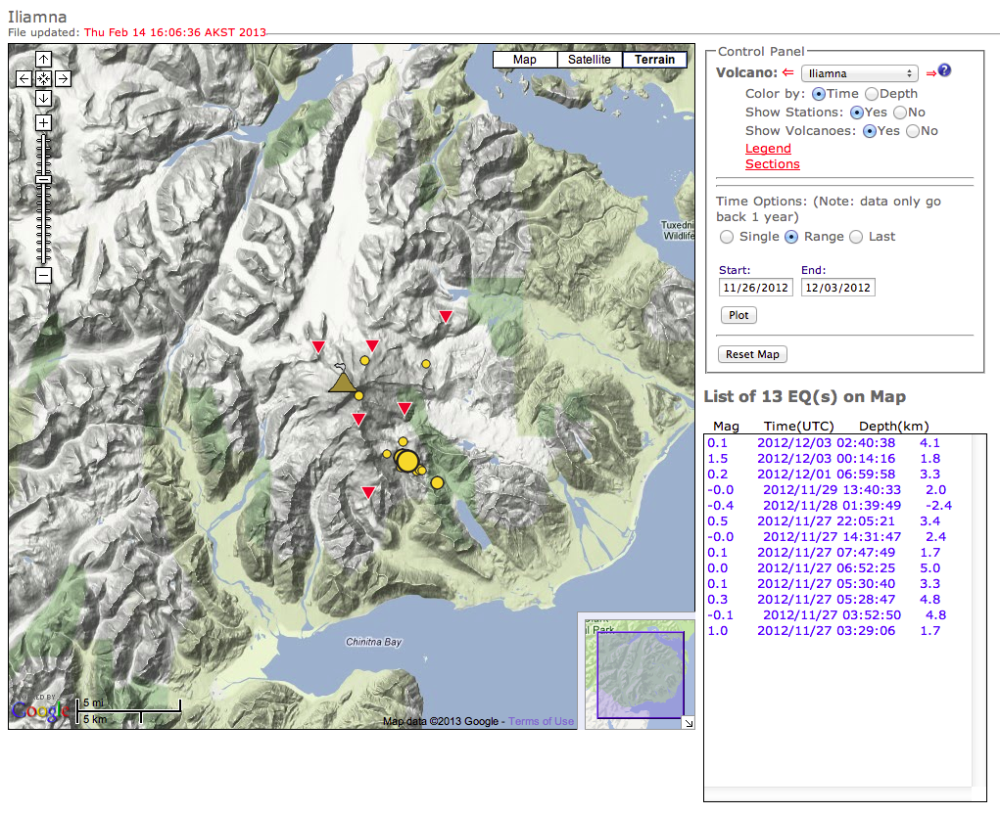 Iliamna
File updated: Thu Feb 14 16:06:36 AKST 2013
Map Satellite Terrain
Tuxedni
Wildlife
Chinitna Bay
POWERED BY
Google
5 mi
5 km
Map data ©2013 Google - Terms of Use
Park
Control Panel
Volcano: ⇐ Iliamna ⇒ ?
Color by: Time Depth
Show Stations: Yes No
Show Volcanoes: Yes No
Legend
Sections
Time Options: (Note: data only go
back 1 year)
Single Range Last
Start: End:
11/26/2012 12/03/2012
Plot
Reset Map
List of 13 EQ(s) on Map
Mag Time(UTC) Depth(km)
0.1 2012/12/03 02:40:38 4.1
1.5 2012/12/03 00:14:16 1.8
0.2 2012/12/01 06:59:58 3.3
-0.0 2012/11/29 13:40:33 2.0
-0.4 2012/11/28 01:39:49 -2.4
0.5 2012/11/27 22:05:21 3.4
-0.0 2012/11/27 14:31:47 2.4
0.1 2012/11/27 07:47:49 1.7
0.0 2012/11/27 06:52:25 5.0
0.1 2012/11/27 05:30:40 3.3
0.3 2012/11/27 05:28:47 4.8
-0.1 2012/11/27 03:52:50 4.8
1.0 2012/11/27 03:29:06 1.7